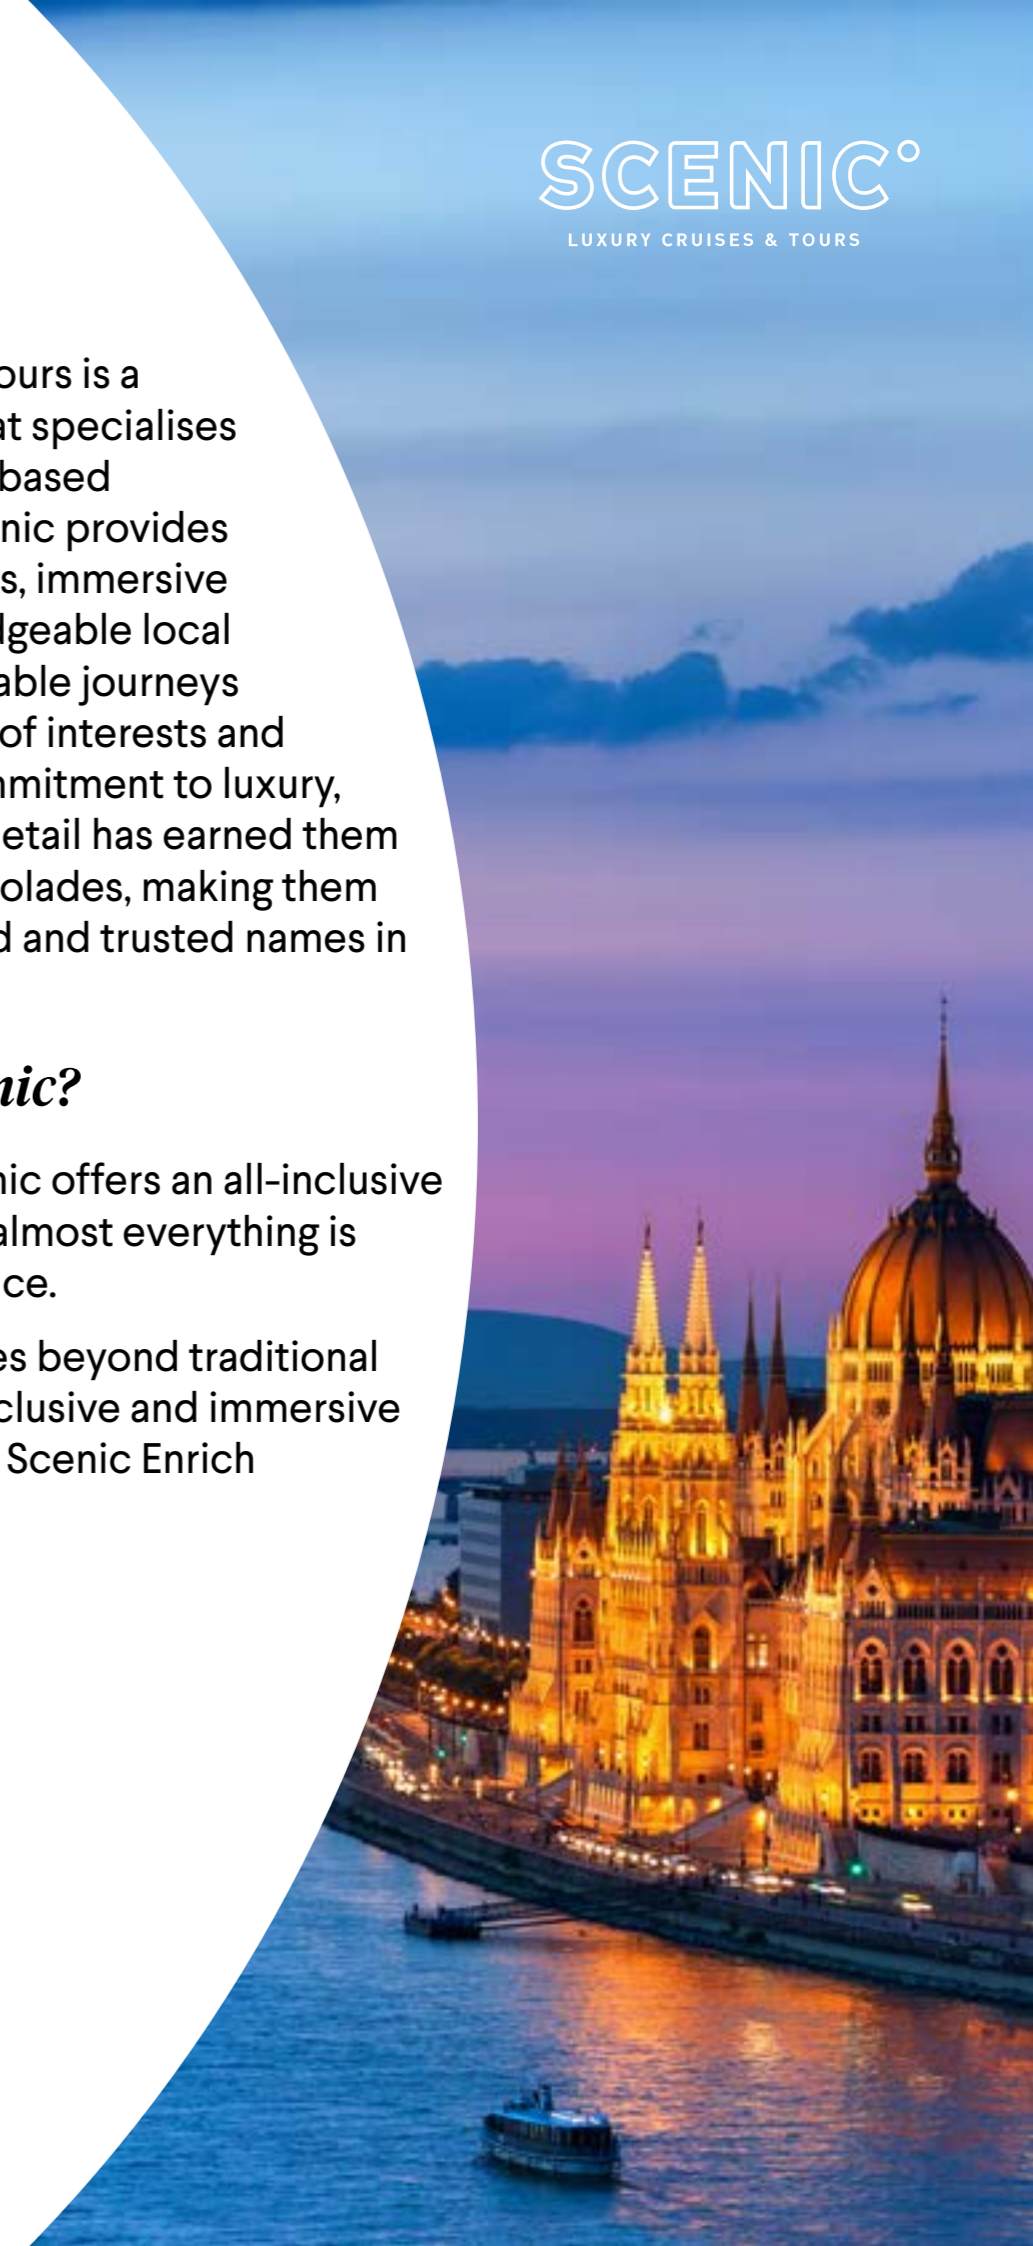 SCENIC°
LUXURY CRUISES & TOURS
ours is a
at specialises
based
nic provides
s, immersive
dgeable local
able journeys
of interests and
mmitment to luxury,
etail has earned them
olades, making them
d and trusted names in
nic?
nic offers an all-inclusive
almost everything is
ce.
es beyond traditional
clusive and immersive
Scenic Enrich